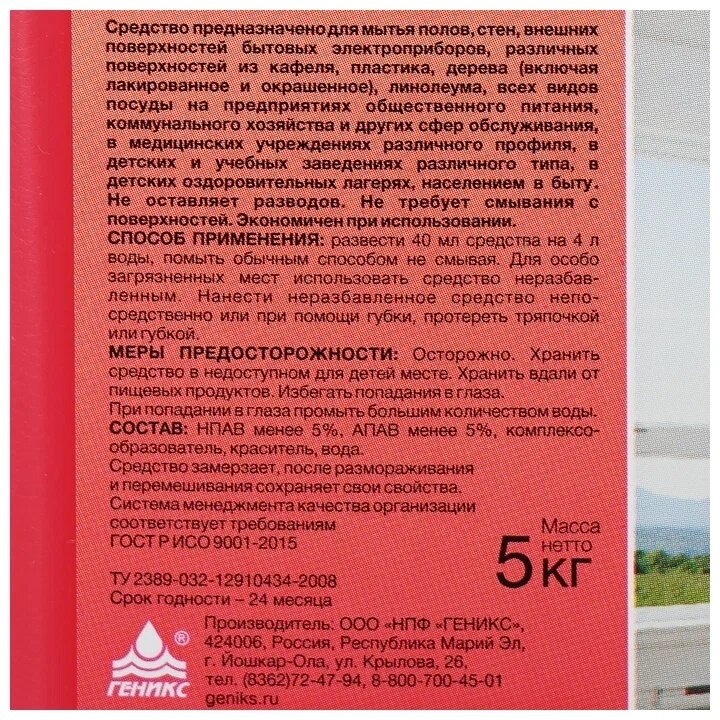 Средство предназначено для мытья полов, стен, внешних
поверхностей бытовых электроприборов, различных
поверхностей из кафеля, пластика, дерева (включая
лакированное и окрашенное), линолеума, всех видов
посуды на предприятиях общественного питания,
коммунального хозяйства и других сфер обслуживания,
в медицинских учреждениях различного профиля, в
детских и учебных заведениях различного типа, в
детских оздоровительных лагерях, населением в быту.
Не оставляет разводов. Не требует смывания с
поверхностей. Экономичен при использовании.
СПОСОБ ПРИМЕНЕНИЯ: развести 40 мл средства на 4 л
воды, помыть обычным способом не смывая. Для особо
загрязненных мест использовать средство неразбав-
ленным. Нанести неразбавленное средство непо-
средственно или при помощи губки, протереть тряпочкой
или губкой.
МЕРЫ ПРЕДОСТОРОЖНОСТИ: Осторожно. Хранить
средство в недоступном для детей месте. Хранить вдали от
пищевых продуктов. Избегать попадания в глаза.
При попадании в глаза промыть большим количеством воды.
СОСТАВ: НПАВ менее 5%, АПАВ менее 5%, комплексо-
образователь, краситель, вода.
Средство замерзает, после размораживания
и перемешивания сохраняет свои свойства.
Система менеджмента качества организации
соответствует требованиям
ГОСТ Р ИСО 9001-2015
Масса
нетто
5 кг
ТУ 2389-032-12910434-2008
Срок годности – 24 месяца
Производитель: ООО «НПФ «ГЕНИКС»,
424006, Россия, Республика Марий Эл,
г. Йошкар-Ола, ул. Крылова, 26,
тел. (8362)72-47-94, 8-800-700-45-01
geniks.ru
®
ГЕНИКС